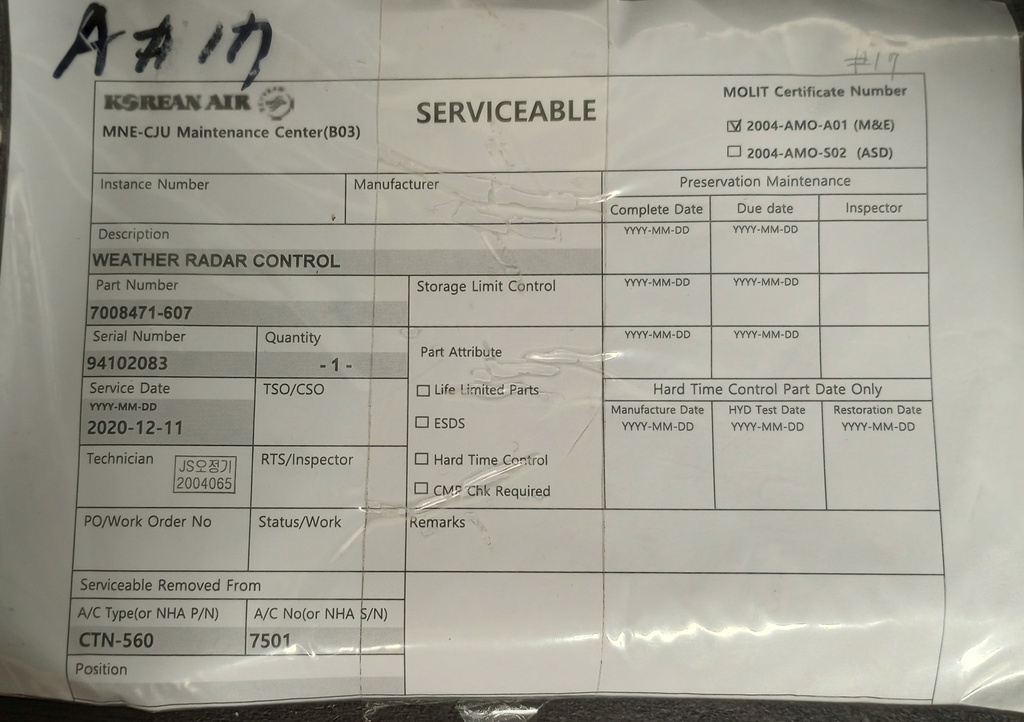 A #17
#17
KOREAN AIR
MNE-CJU Maintenance Center(B03)
SERVICEABLE
MOLIT Certificate Number
☑ 2004-AMO-A01 (M&E)
☐ 2004-AMO-S02 (ASD)
Instance Number
Manufacturer
Preservation Maintenance
Complete Date Due date Inspector
YYYY-MM-DD YYYY-MM-DD
Description
WEATHER RADAR CONTROL
Part Number
7008471-607
Storage Limit Control
YYYY-MM-DD YYYY-MM-DD
Serial Number
94102083
Quantity
- 1 -
Part Attribute
☐ Life Limited Parts
☐ ESDS
☐ Hard Time Control
☐ CMP Chk Required
YYYY-MM-DD YYYY-MM-DD
Service Date
YYYY-MM-DD
2020-12-11
TSO/CSO
Hard Time Control Part Date Only
Manufacture Date HYD Test Date Restoration Date
YYYY-MM-DD YYYY-MM-DD YYYY-MM-DD
Technician
JS오정기
2004065
RTS/Inspector
PO/Work Order No
Status/Work
Remarks
Serviceable Removed From
A/C Type(or NHA P/N)
CTN-560
A/C No(or NHA S/N)
7501
Position